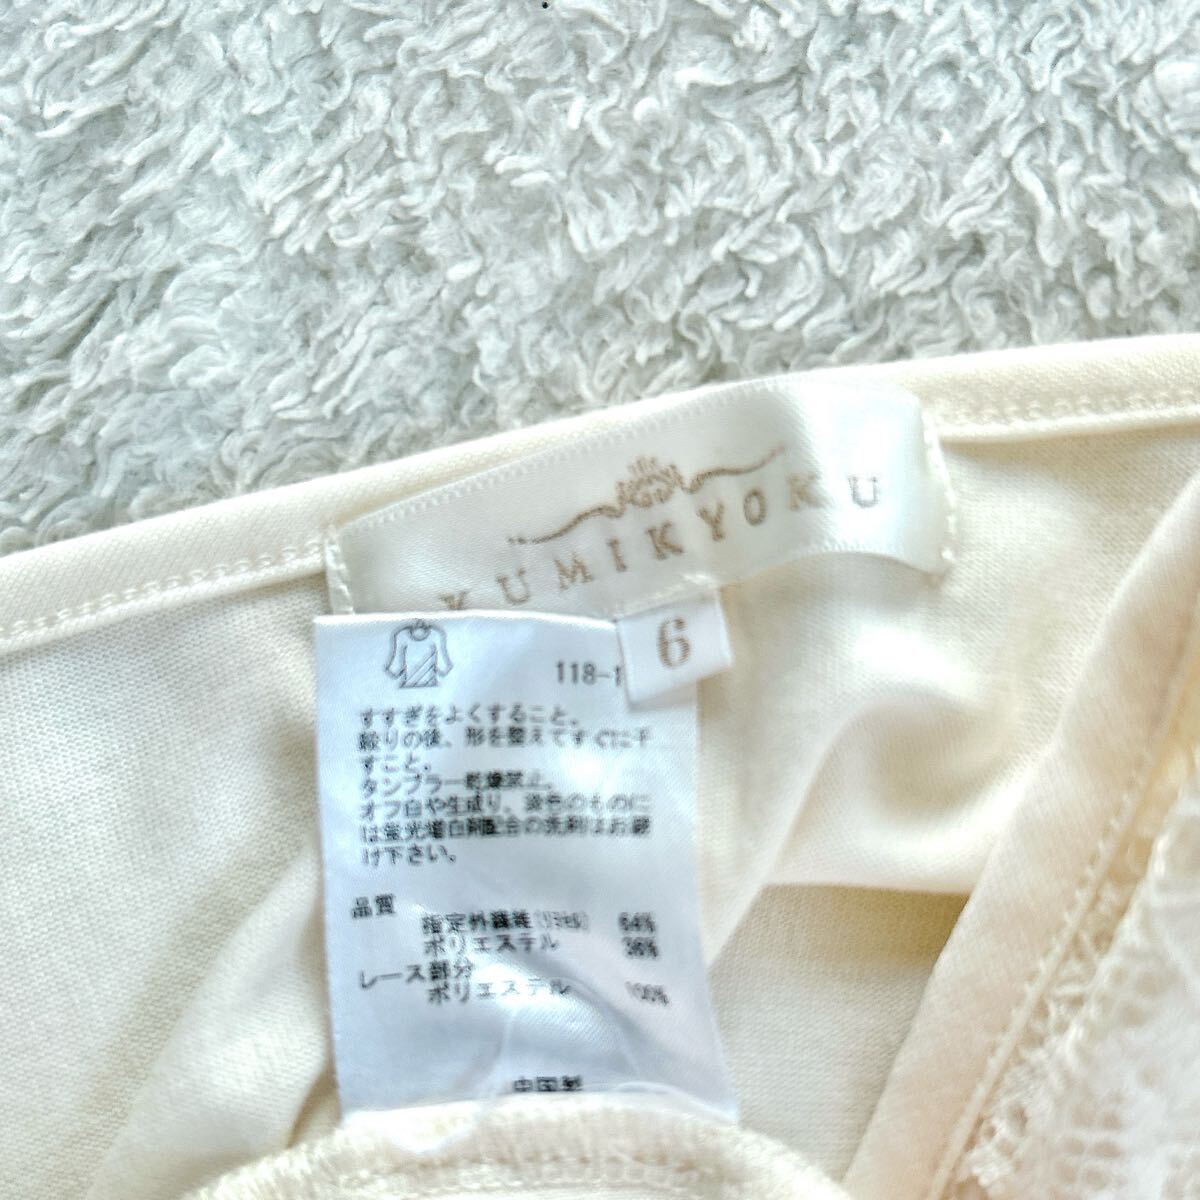 KUMIKYOKU
6
118-1
すすぎをよくすること。
絞りの後、形を整えてすぐに干
すこと。
タンブラー乾燥禁止。
オフ白や生成り、淡色のものに
は蛍光増白剤配合の洗剤はお避
け下さい。
品質
指定外繊維(リヨセル) 64%
ポリエステル 36%
レース部分
ポリエステル 100%
中国製